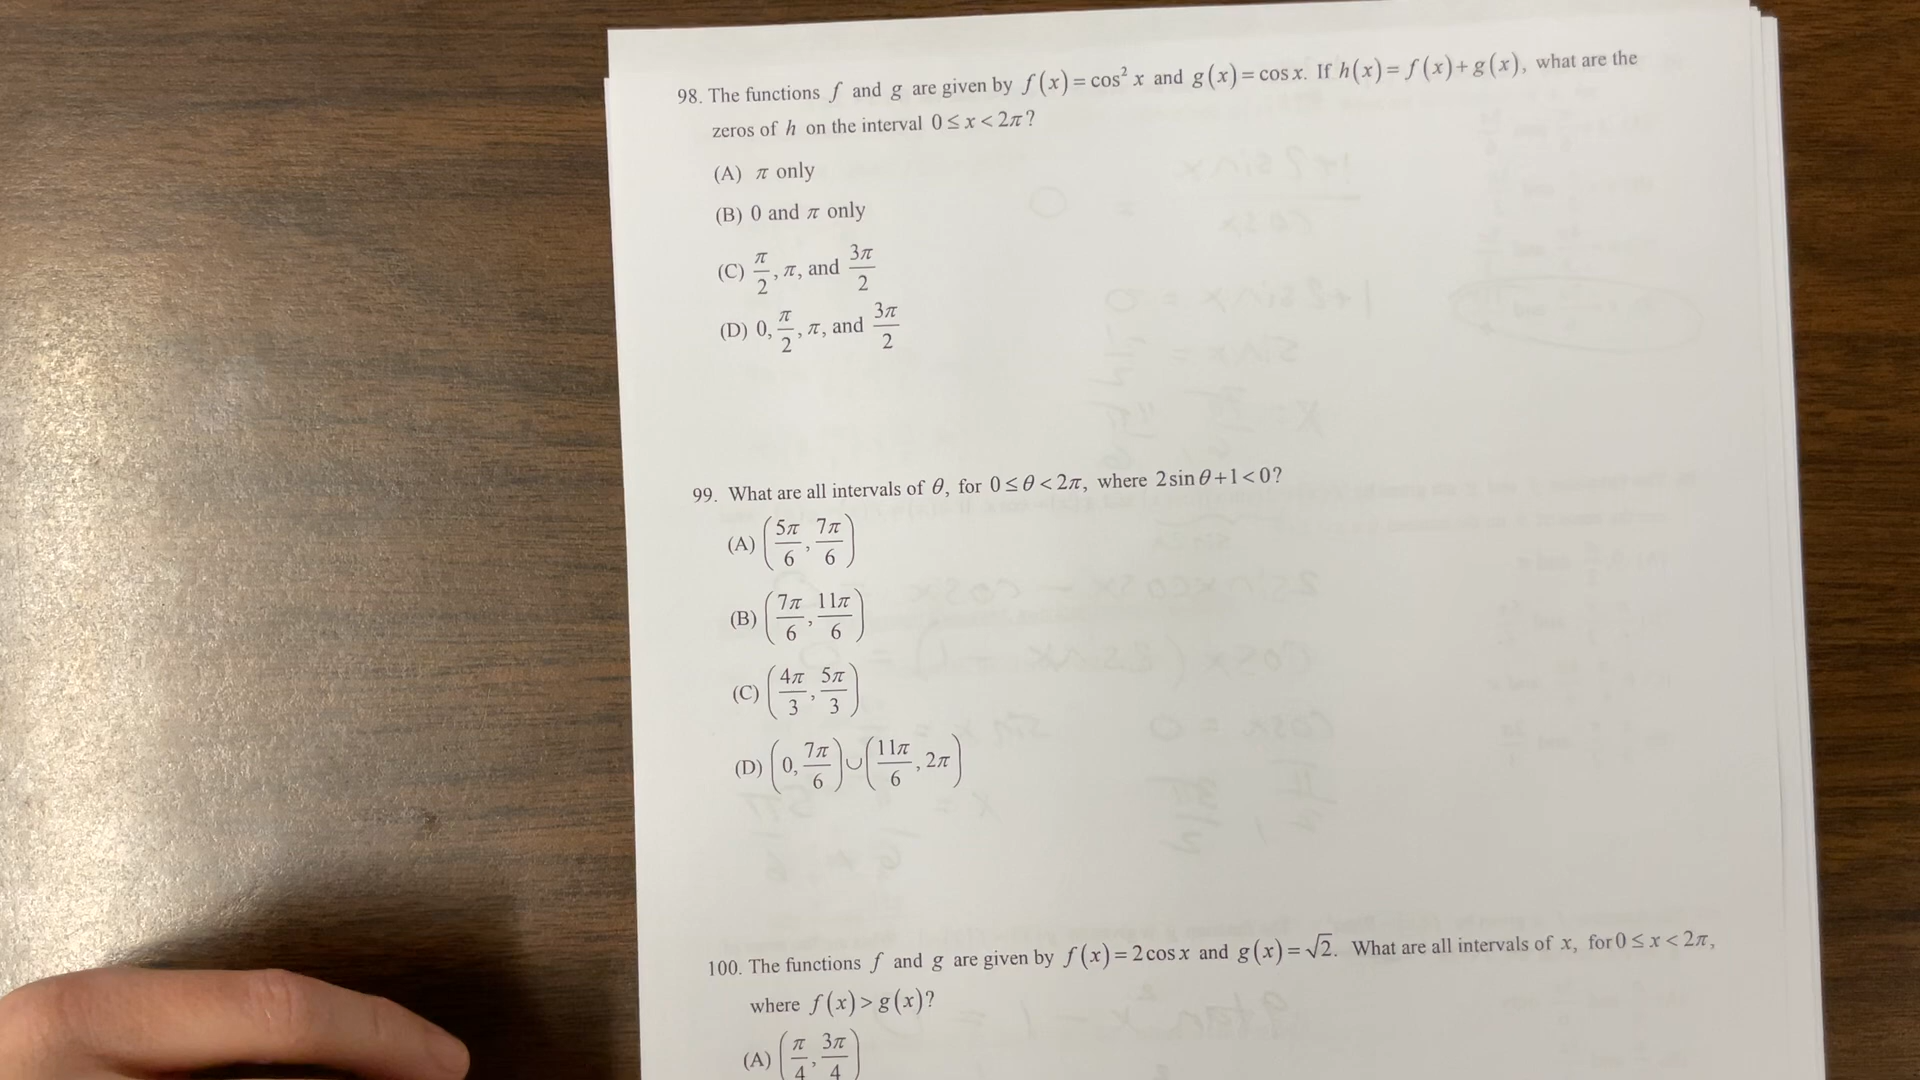 98. The functions f and g are given by f(x) = cos² x and g(x) = cos x. If h(x) = f(x) + g(x), what are the
zeros of h on the interval 0 ≤ x < 2π?
(A) π only
(B) 0 and π only
(C) π/2, π, and 3π/2
(D) 0, π/2, π, and 3π/2
99. What are all intervals of θ, for 0 ≤ θ < 2π, where 2 sin θ + 1 < 0?
(A) (5π/6, 7π/6)
(B) (7π/6, 11π/6)
(C) (4π/3, 5π/3)
(D) (0, 7π/6) ∪ (11π/6, 2π)
100. The functions f and g are given by f(x) = 2 cos x and g(x) = √2. What are all intervals of x, for 0 ≤ x < 2π,
where f(x) > g(x)?
(A) (π/4, 3π/4)